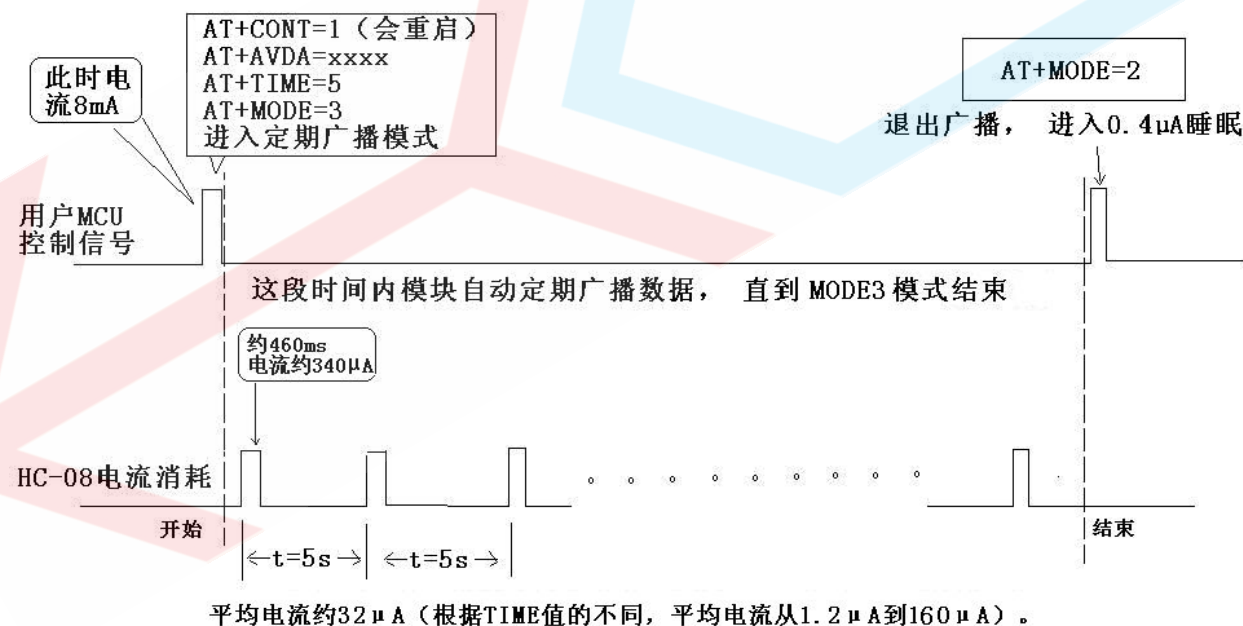 AT+CONT=1（会重启）
AT+AVDA=xxxx
AT+TIME=5
AT+MODE=3
进入定期广播模式
此时电
流8mA
AT+MODE=2
退出广播， 进入0.4μA睡眠
用户MCU
控制信号
这段时间内模块自动定期广播数据， 直到 MODE3 模式结束
约460ms
电流约340μA
HC-08电流消耗
开始
结束
←t=5s→
←t=5s→
平均电流约32μA（根据TIME值的不同，平均电流从1.2μA到160μA）。